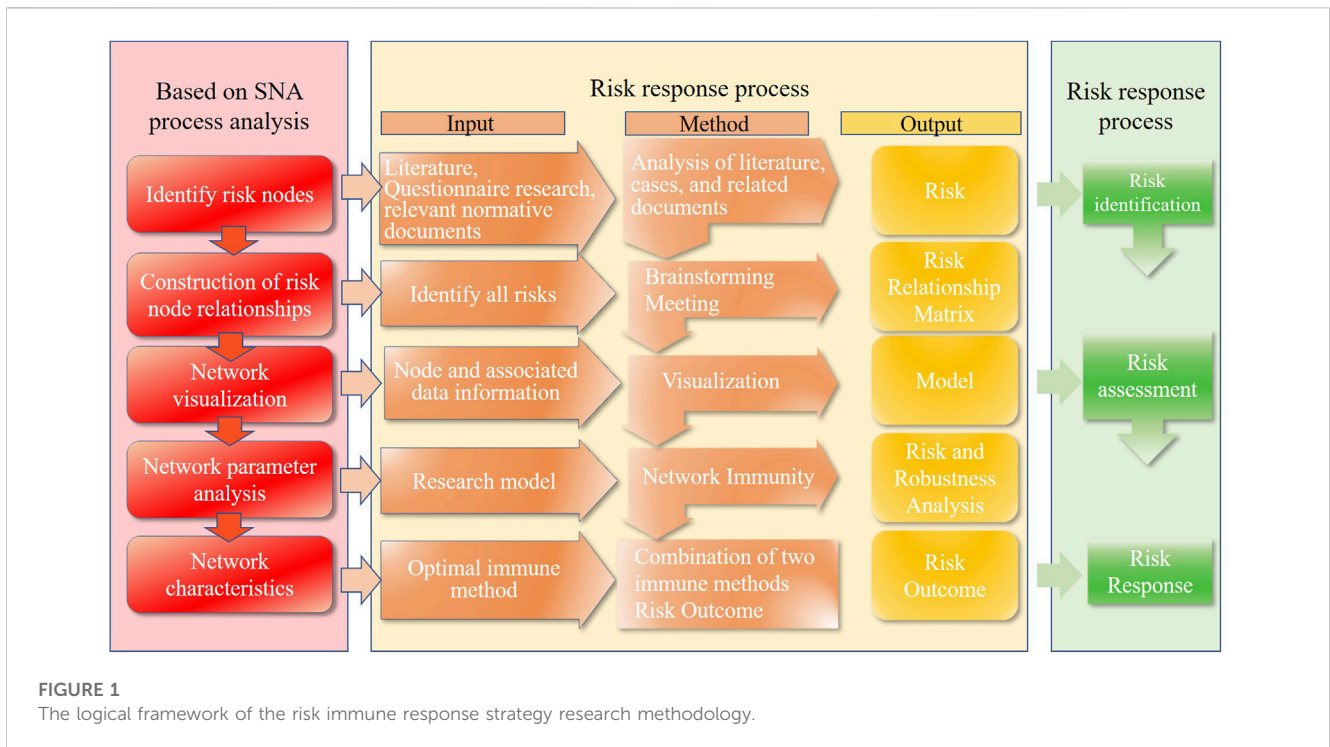 Based on SNA
process analysis
Identify risk nodes
Construction of risk
node relationships
Network
visualization
Network parameter
analysis
Network
characteristics
Risk response process
Input
Method
Output
Literature,
Questionnaire research,
relevant normative
documents
Analysis of literature,
cases, and related
documents
Risk
Identify all risks
Brainstorming
Meeting
Risk
Relationship
Matrix
Node and associated
data information
Visualization
Model
Research model
Network Immunity
Risk and
Robustness
Analysis
Optimal immune
method
Combination of two
immune methods
Risk Outcome
Risk
Outcome
Risk response
process
Risk
identification
Risk
assessment
Risk
Response
FIGURE 1
The logical framework of the risk immune response strategy research methodology.